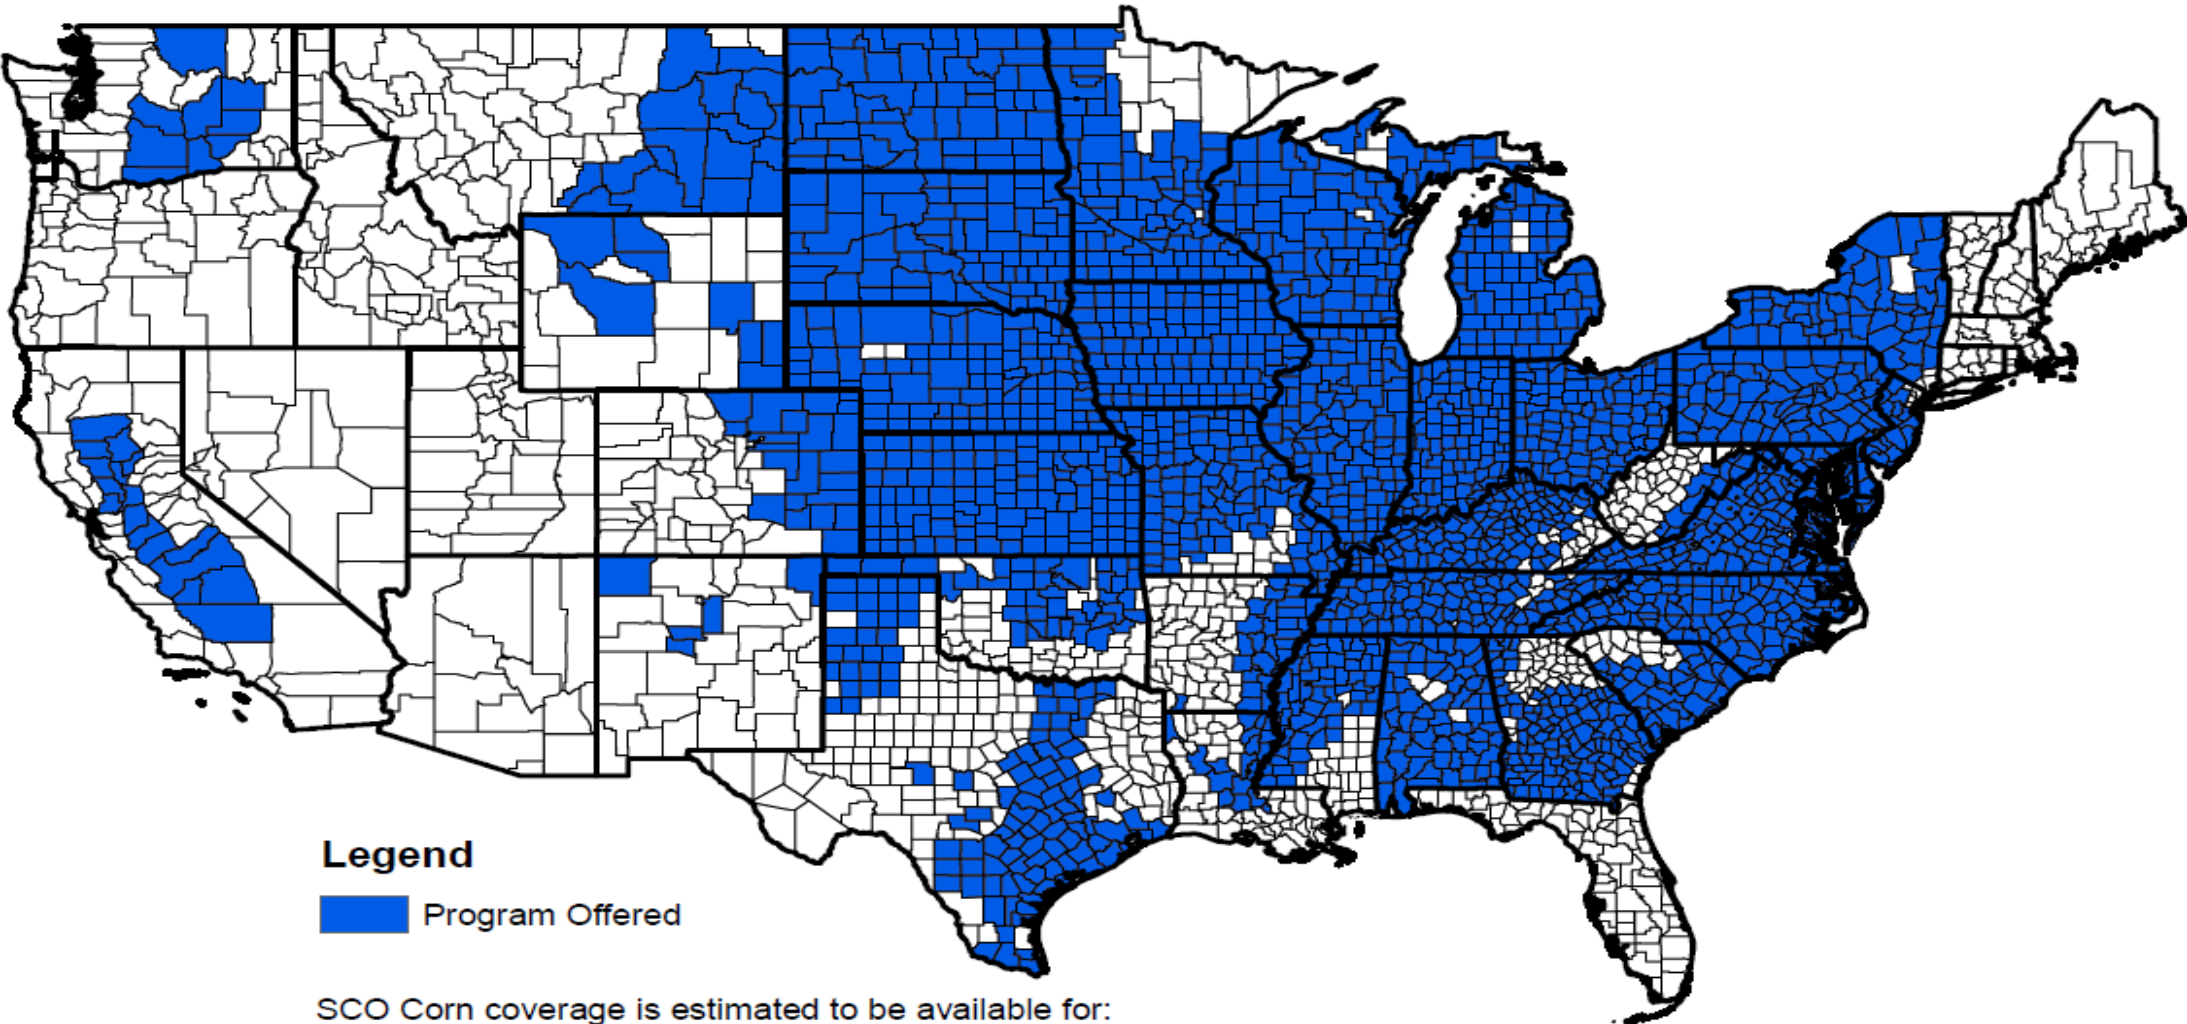 Legend
Program Offered
SCO Corn coverage is estimated to be available for: